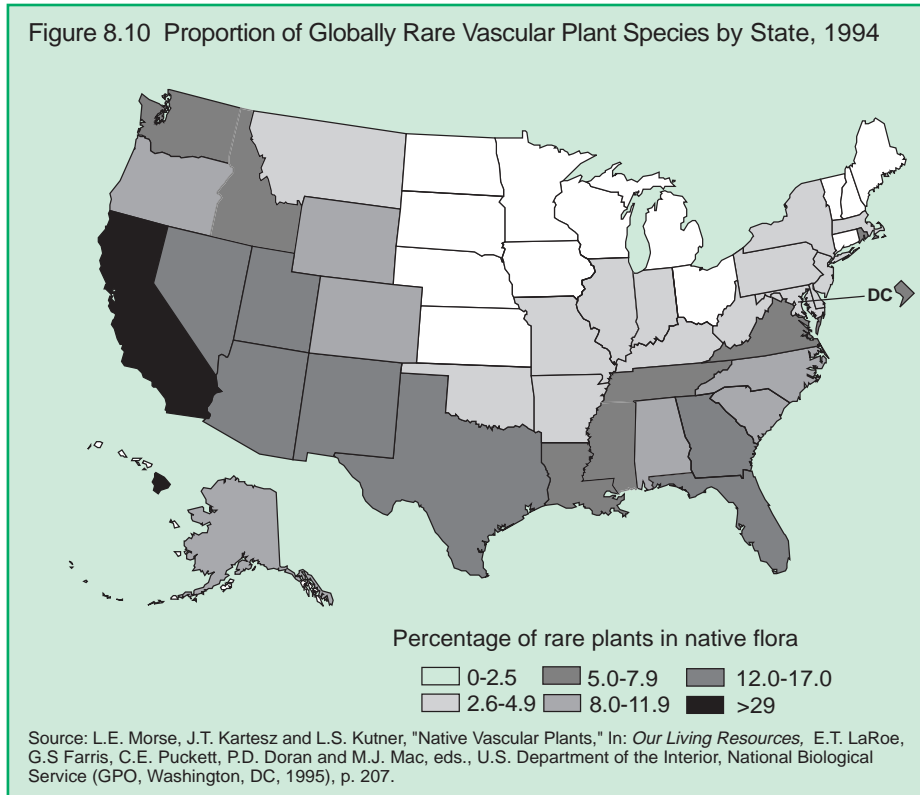 Figure 8.10 Proportion of Globally Rare Vascular Plant Species by State, 1994
DC
Percentage of rare plants in native flora
0-2.5 5.0-7.9 12.0-17.0
2.6-4.9 8.0-11.9 >29
Source: L.E. Morse, J.T. Kartesz and L.S. Kutner, "Native Vascular Plants," In: Our Living Resources, E.T. LaRoe,
G.S Farris, C.E. Puckett, P.D. Doran and M.J. Mac, eds., U.S. Department of the Interior, National Biological
Service (GPO, Washington, DC, 1995), p. 207.